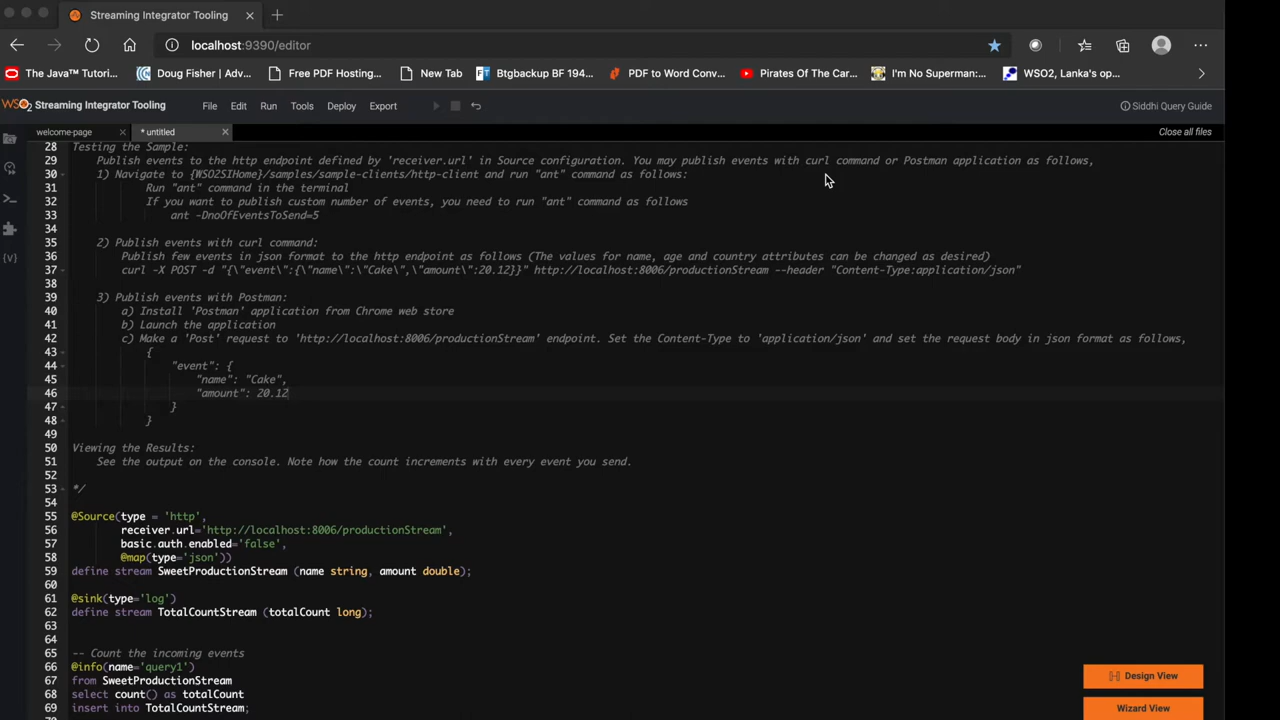 Streaming Integrator Tooling
localhost:9390/editor
The Java™ Tutori... Doug Fisher | Adv... Free PDF Hosting... New Tab Btgbackup BF 194... PDF to Word Conv... Pirates Of The Car... I'm No Superman:... WSO2, Lanka's op...
WSO2 Streaming Integrator Tooling File Edit Run Tools Deploy Export Siddhi Query Guide
welcome-page * untitled Close all files
28 Testing the Sample:
29 Publish events to the http endpoint defined by 'receiver.url' in Source configuration. You may publish events with curl command or Postman application as follows,
30 1) Navigate to {WSO2SIHome}/samples/sample-clients/http-client and run "ant" command as follows:
31 Run "ant" command in the terminal
32 If you want to publish custom number of events, you need to run "ant" command as follows
33 ant -DnoOfEventsToSend=5
34
35 2) Publish events with curl command:
36 Publish few events in json format to the http endpoint as follows (The values for name, age and country attributes can be changed as desired)
37 curl -X POST -d "{\"event\":{\"name\":\"Cake\",\"amount\":20.12}}" http://localhost:8006/productionStream --header "Content-Type:application/json"
38
39 3) Publish events with Postman:
40 a) Install 'Postman' application from Chrome web store
41 b) Launch the application
42 c) Make a 'Post' request to 'http://localhost:8006/productionStream' endpoint. Set the Content-Type to 'application/json' and set the request body in json format as follows,
43 {
44 "event": {
45 "name": "Cake",
46 "amount": 20.12
47 }
48 }
49
50 Viewing the Results:
51 See the output on the console. Note how the count increments with every event you send.
52
53 */
54
55 @Source(type = 'http',
56 receiver.url='http://localhost:8006/productionStream',
57 basic.auth.enabled='false',
58 @map(type='json'))
59 define stream SweetProductionStream (name string, amount double);
60
61 @sink(type='log')
62 define stream TotalCountStream (totalCount long);
63
64
65 -- Count the incoming events
66 @info(name='query1')
67 from SweetProductionStream
68 select count() as totalCount
69 insert into TotalCountStream;
70
Design View
Wizard View